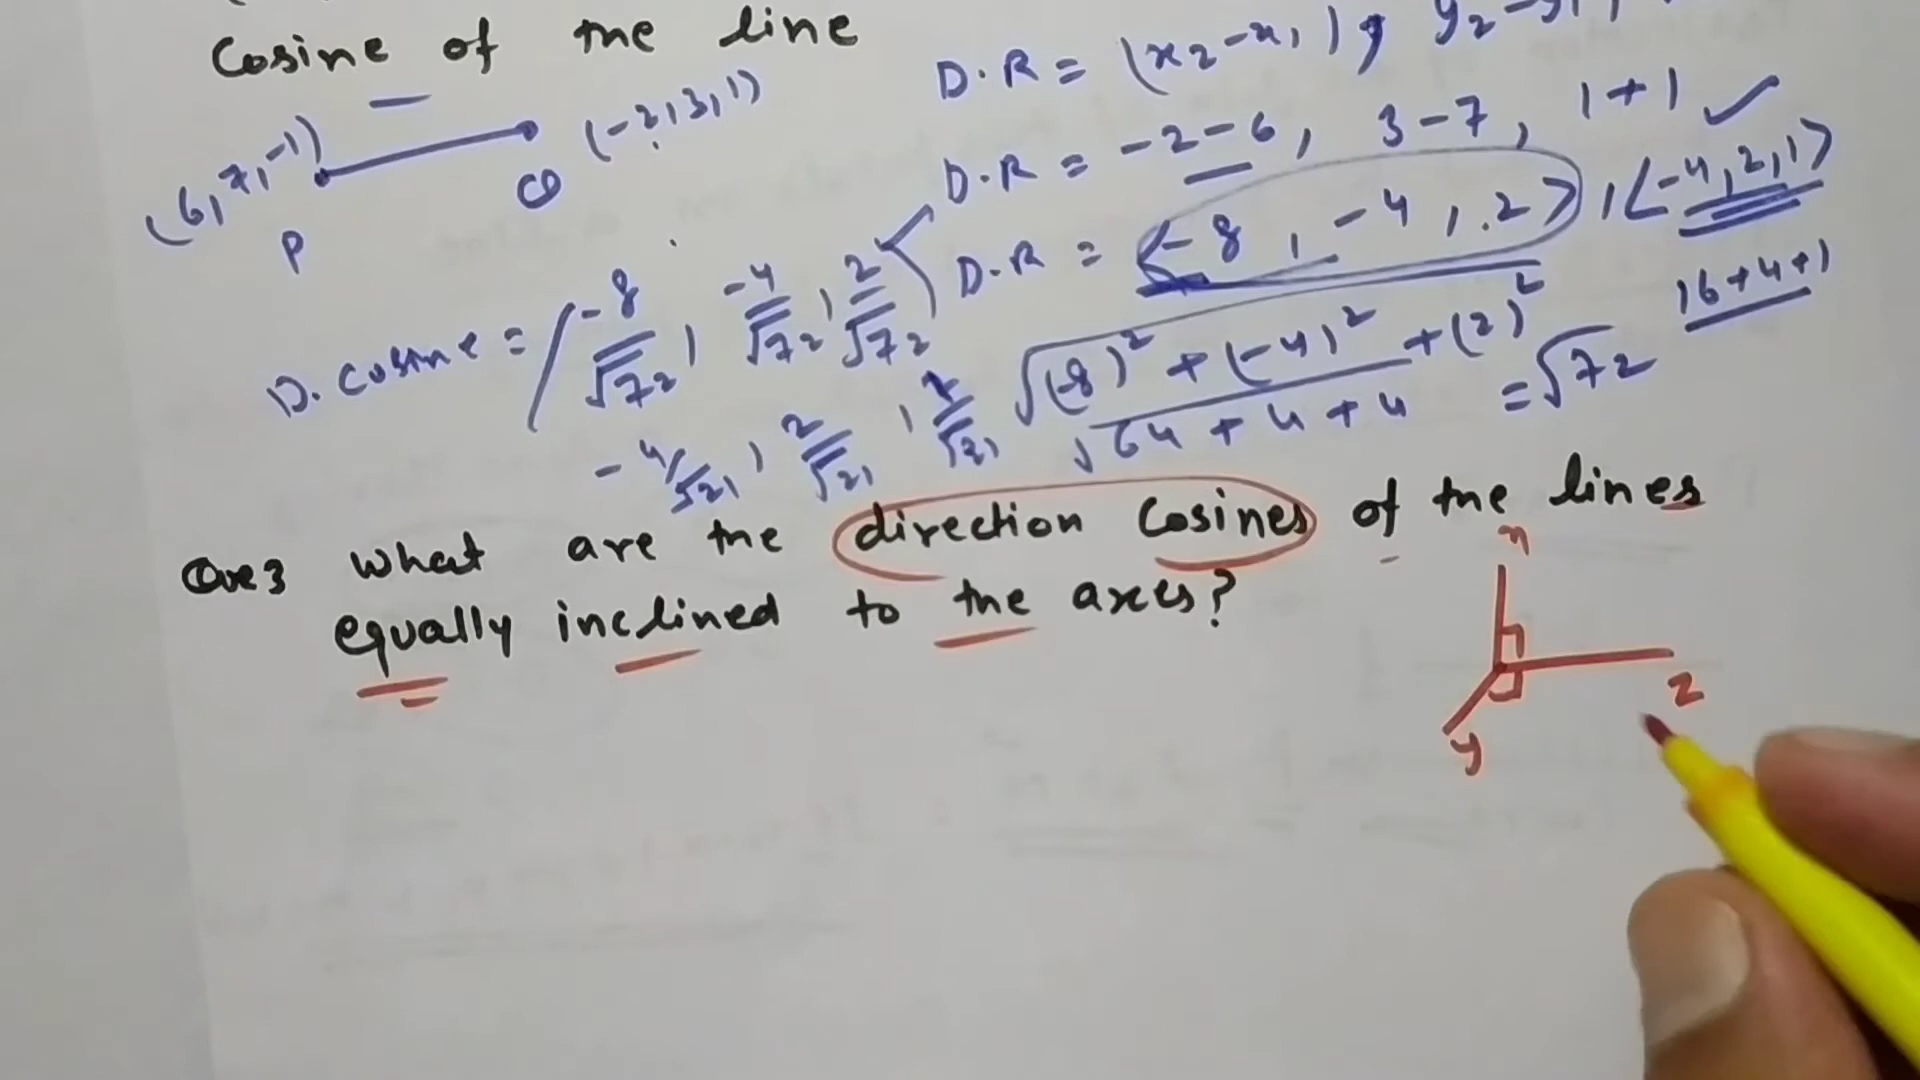 Cosine of the line
D.R = (x2-x1), y2-y1,
(6,7,-1)
(-2,3,1)
P
Q
D.R = -2-6, 3-7, 1+1 ✓
D.R = <-8, -4, 2>, <-4,2,1>
16+4+1
D. cosine = <-8/√72, -4/√72, 2/√72
√(-8)²+(-4)²+(2)²
√64+4+4 = √72
-4/√21, 2/√21, 1/√21
Que3 what are the direction Cosines of the lines
equally inclined to the axes?
x
z
y